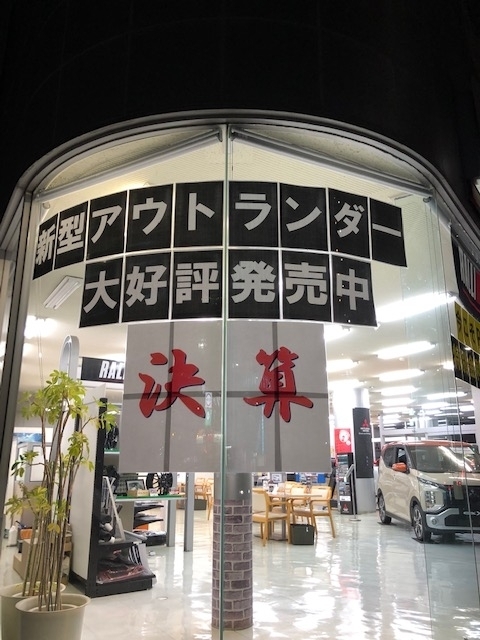 新型アウトランダー
大好評発売中
決算